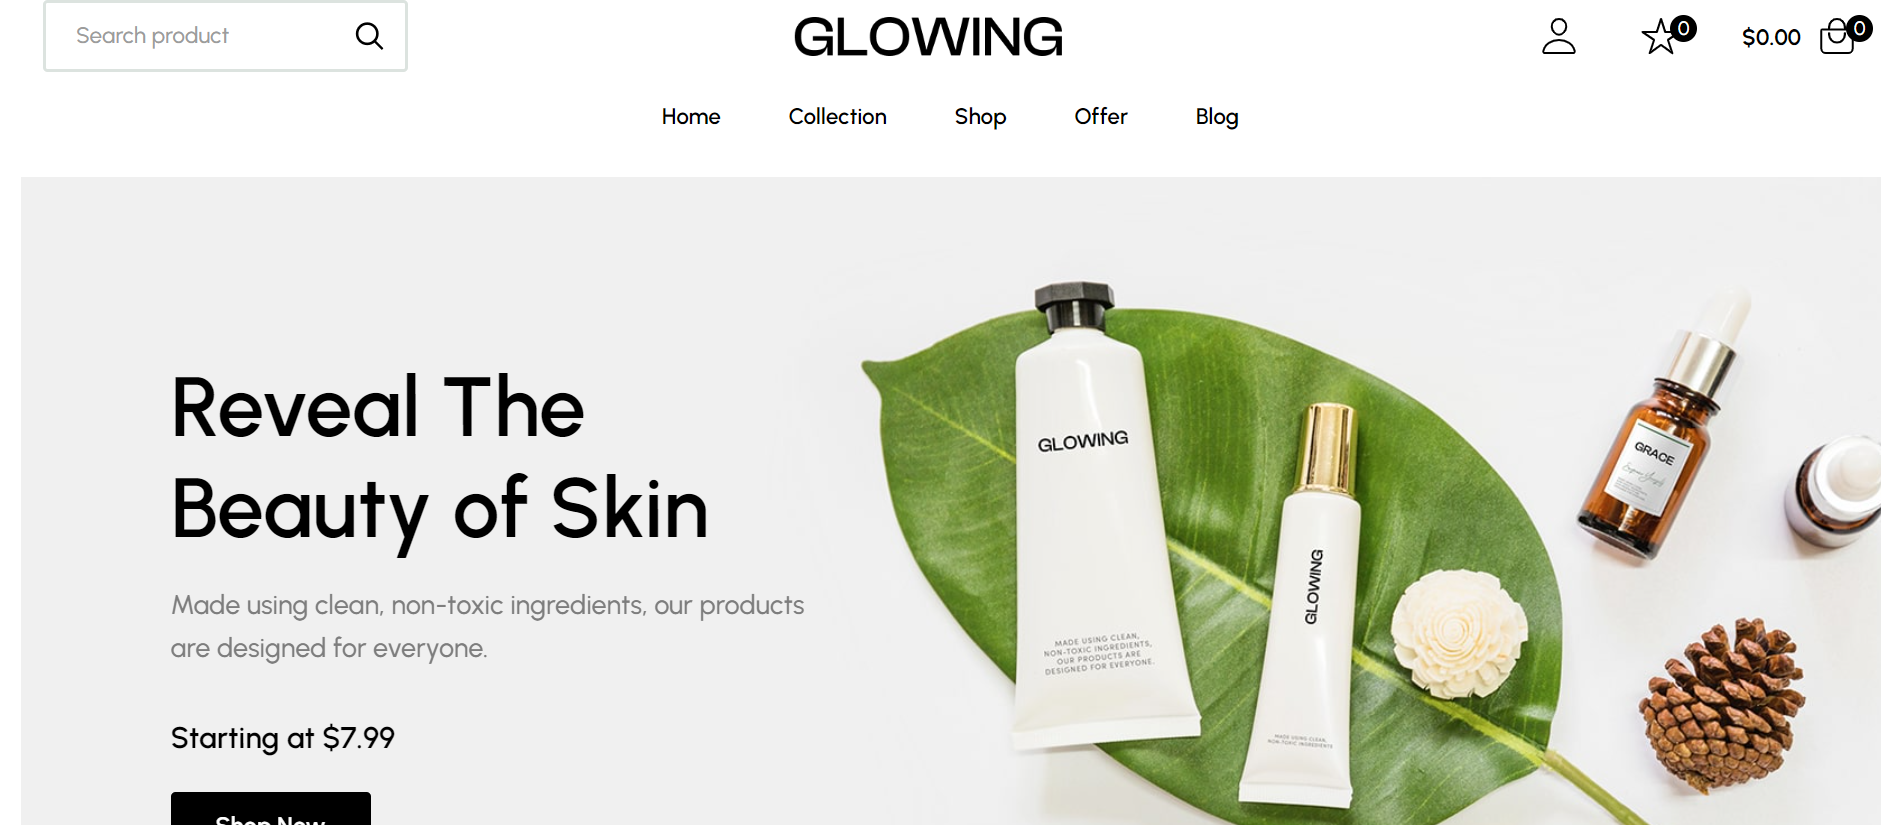 Search product
GLOWING
0
$0.00
0
Home
Collection
Shop
Offer
Blog
Reveal The
Beauty of Skin
Made using clean, non-toxic ingredients, our products
are designed for everyone.
Starting at $7.99
Shop Now
GLOWING
MADE USING CLEAN,
NON-TOXIC INGREDIENTS,
OUR PRODUCTS ARE
DESIGNED FOR EVERYONE.
GLOWING
MADE USING CLEAN,
NON-TOXIC INGREDIENTS
GRACE